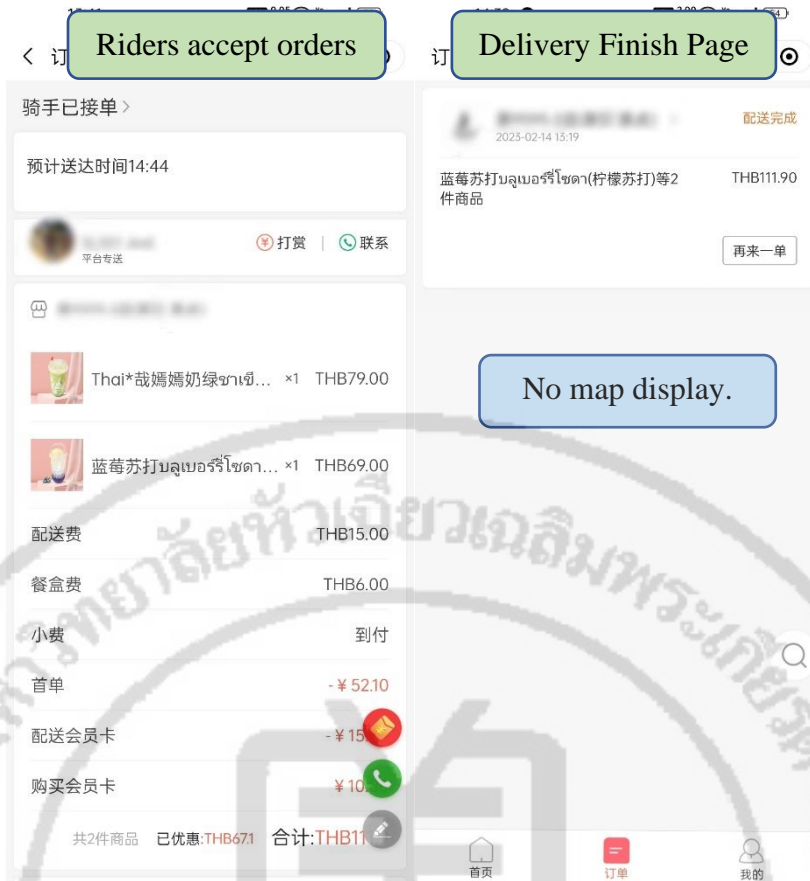 Riders accept orders
订
骑手已接单>
预计送达时间14:44
平台专送
打赏 | 联系
Thai*哉嫣嫣奶绿ชาเขี... ×1 THB79.00
蓝莓苏打บลูเบอร์รี่โซดา... ×1 THB69.00
配送费 THB15.00
餐盒费 THB6.00
小费 到付
首单 -¥52.10
配送会员卡 -¥15
购买会员卡 ¥10
共2件商品 已优惠:THB67.1 合计:THB11
Delivery Finish Page
订
配送完成
2023-02-14 13:19
蓝莓苏打บลูเบอร์รี่โซดา(柠檬苏打)等2 THB111.90
件商品
再来一单
No map display.
首页 订单 我的